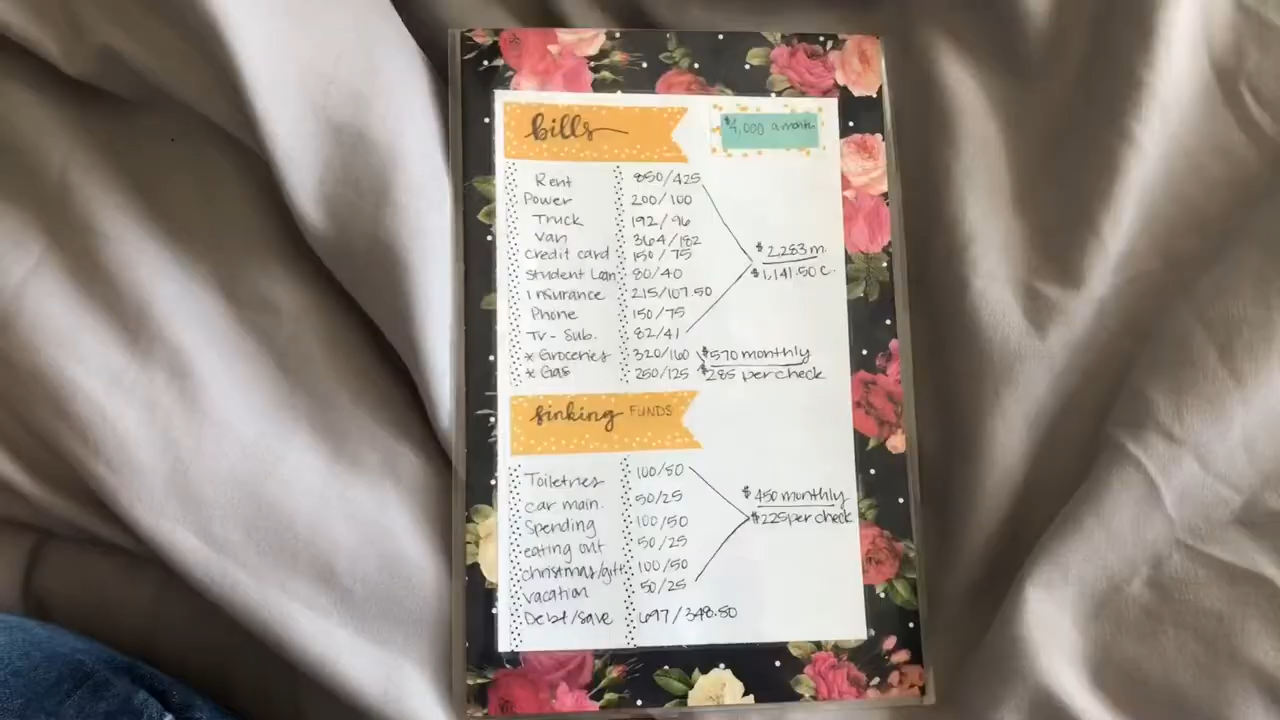 bills
$4,000 a month
Rent 850/425
Power 200/100
Truck 192/96
Van 364/182
Credit card 150/75
Student Loan 80/40
Insurance 215/107.50
Phone 150/75
TV-Sub. 82/41
$2,283 m.
$1,141.50 c.
* Groceries 320/160
* Gas 250/125
$570 monthly
$285 per check
sinking FUNDS
Toiletries 100/50
car main. 50/25
Spending 100/50
eating out 50/25
christmas/gift 100/50
vacation 50/25
$450 monthly
$225 per check
Debt/save 697/348.50